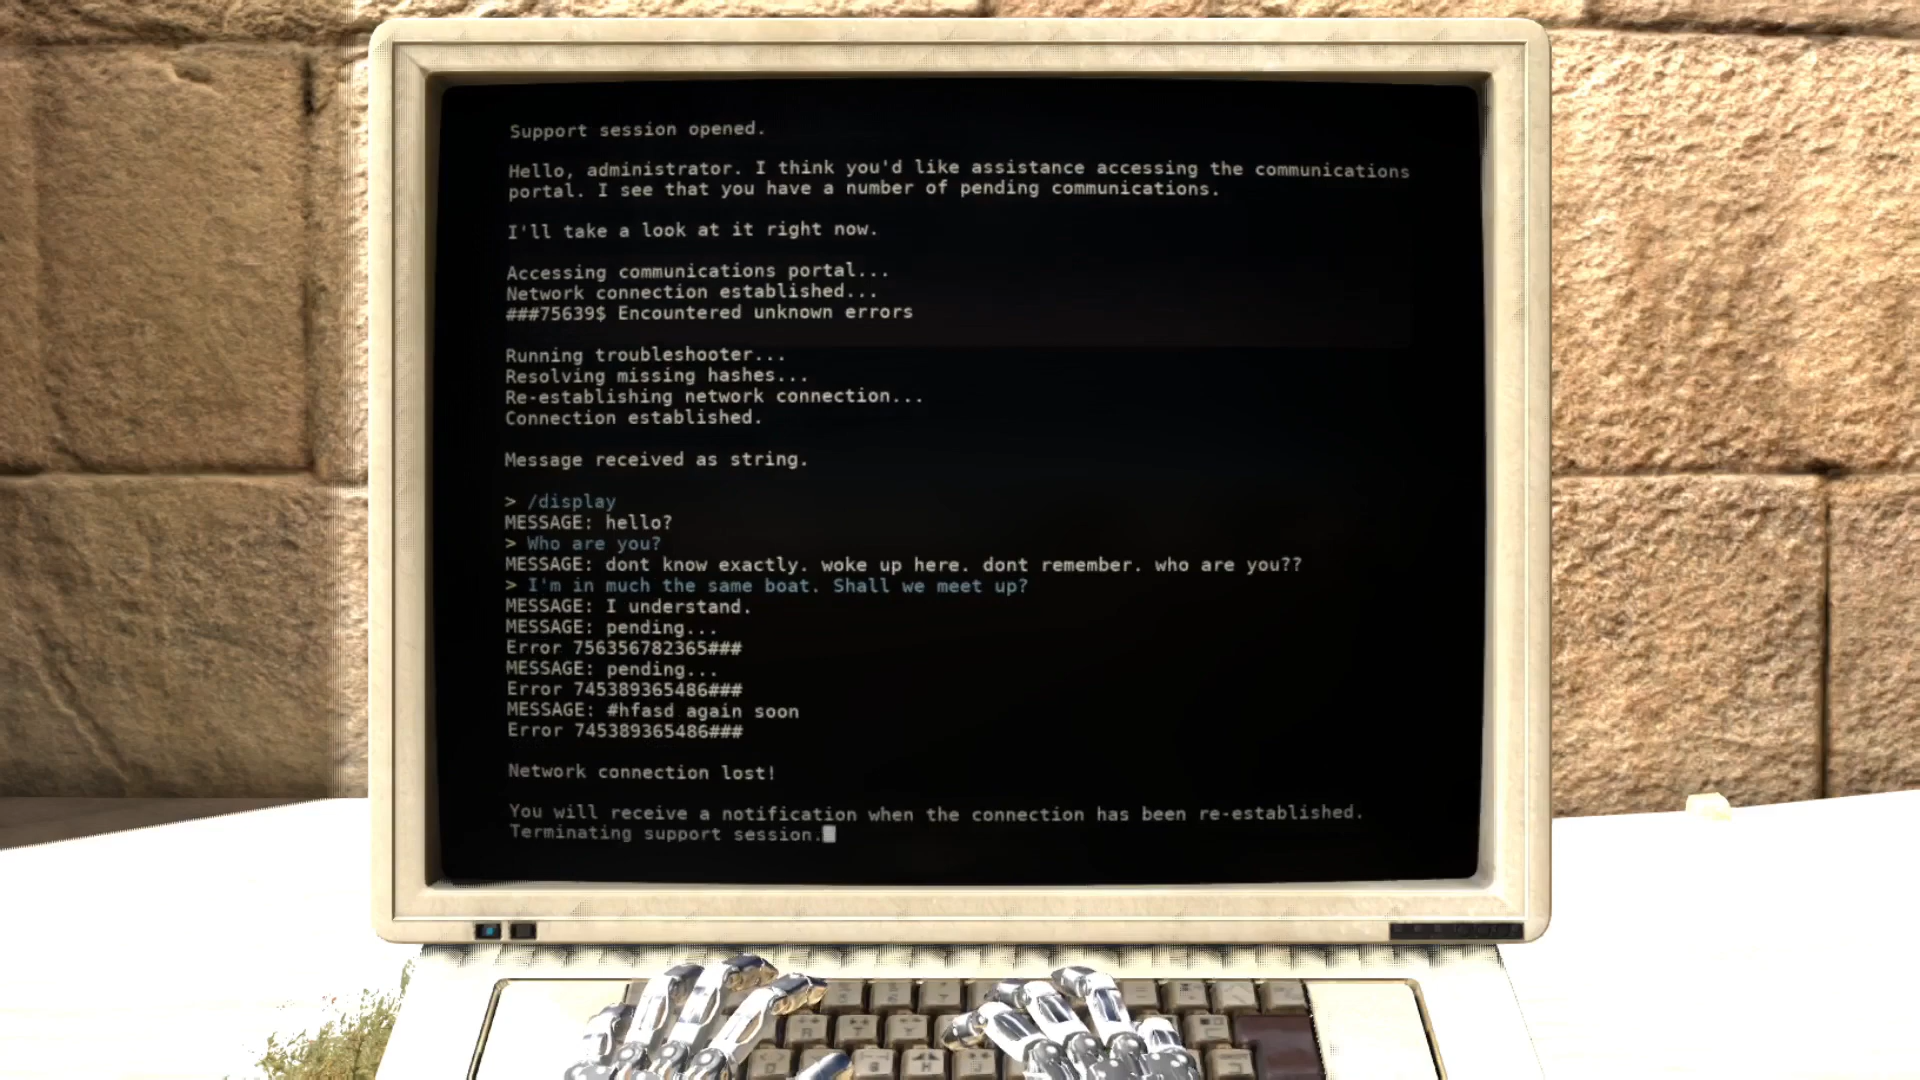 Support session opened.
Hello, administrator. I think you'd like assistance accessing the communications
portal. I see that you have a number of pending communications.
I'll take a look at it right now.
Accessing communications portal...
Network connection established...
###75639$ Encountered unknown errors
Running troubleshooter...
Resolving missing hashes...
Re-establishing network connection...
Connection established.
Message received as string.
> /display
MESSAGE: hello?
> Who are you?
MESSAGE: dont know exactly. woke up here. dont remember. who are you??
> I'm in much the same boat. Shall we meet up?
MESSAGE: I understand.
MESSAGE: pending...
Error 756356782365###
MESSAGE: pending...
Error 745389365486###
MESSAGE: #hfasd again soon
Error 745389365486###
Network connection lost!
You will receive a notification when the connection has been re-established.
Terminating support session.